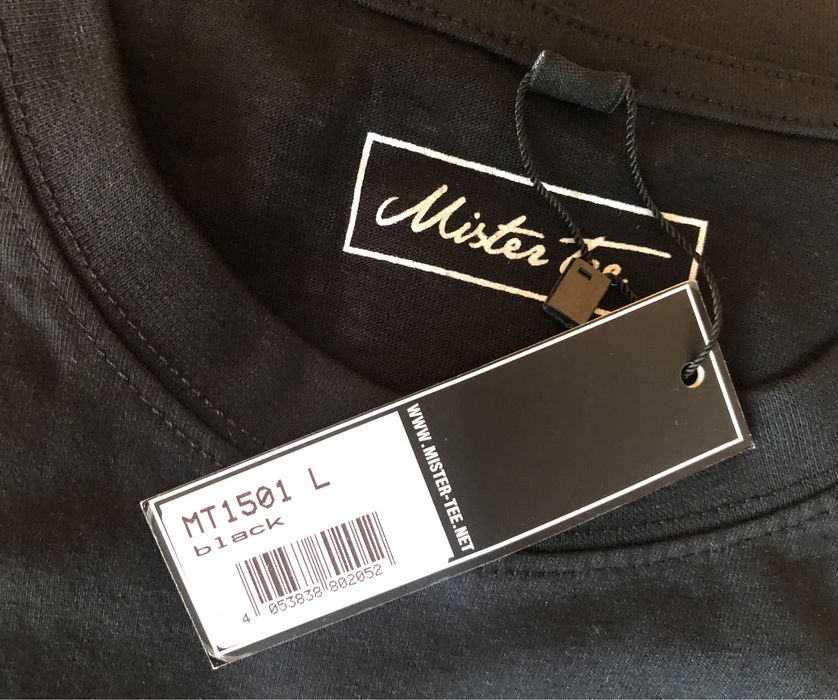 Mister Tee.
WWW.MISTER-TEE.NET
MT1501 L
black
4 053838 802052